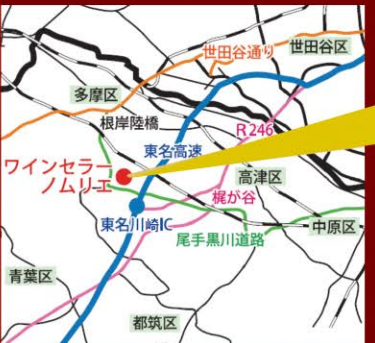 世田谷通り
世田谷区
多摩区
根岸陸橋
R246
東名高速
ワインセラー
ノムリエ
高津区
梶が谷
東名川崎IC
中原区
尾手黒川道路
青葉区
都筑区